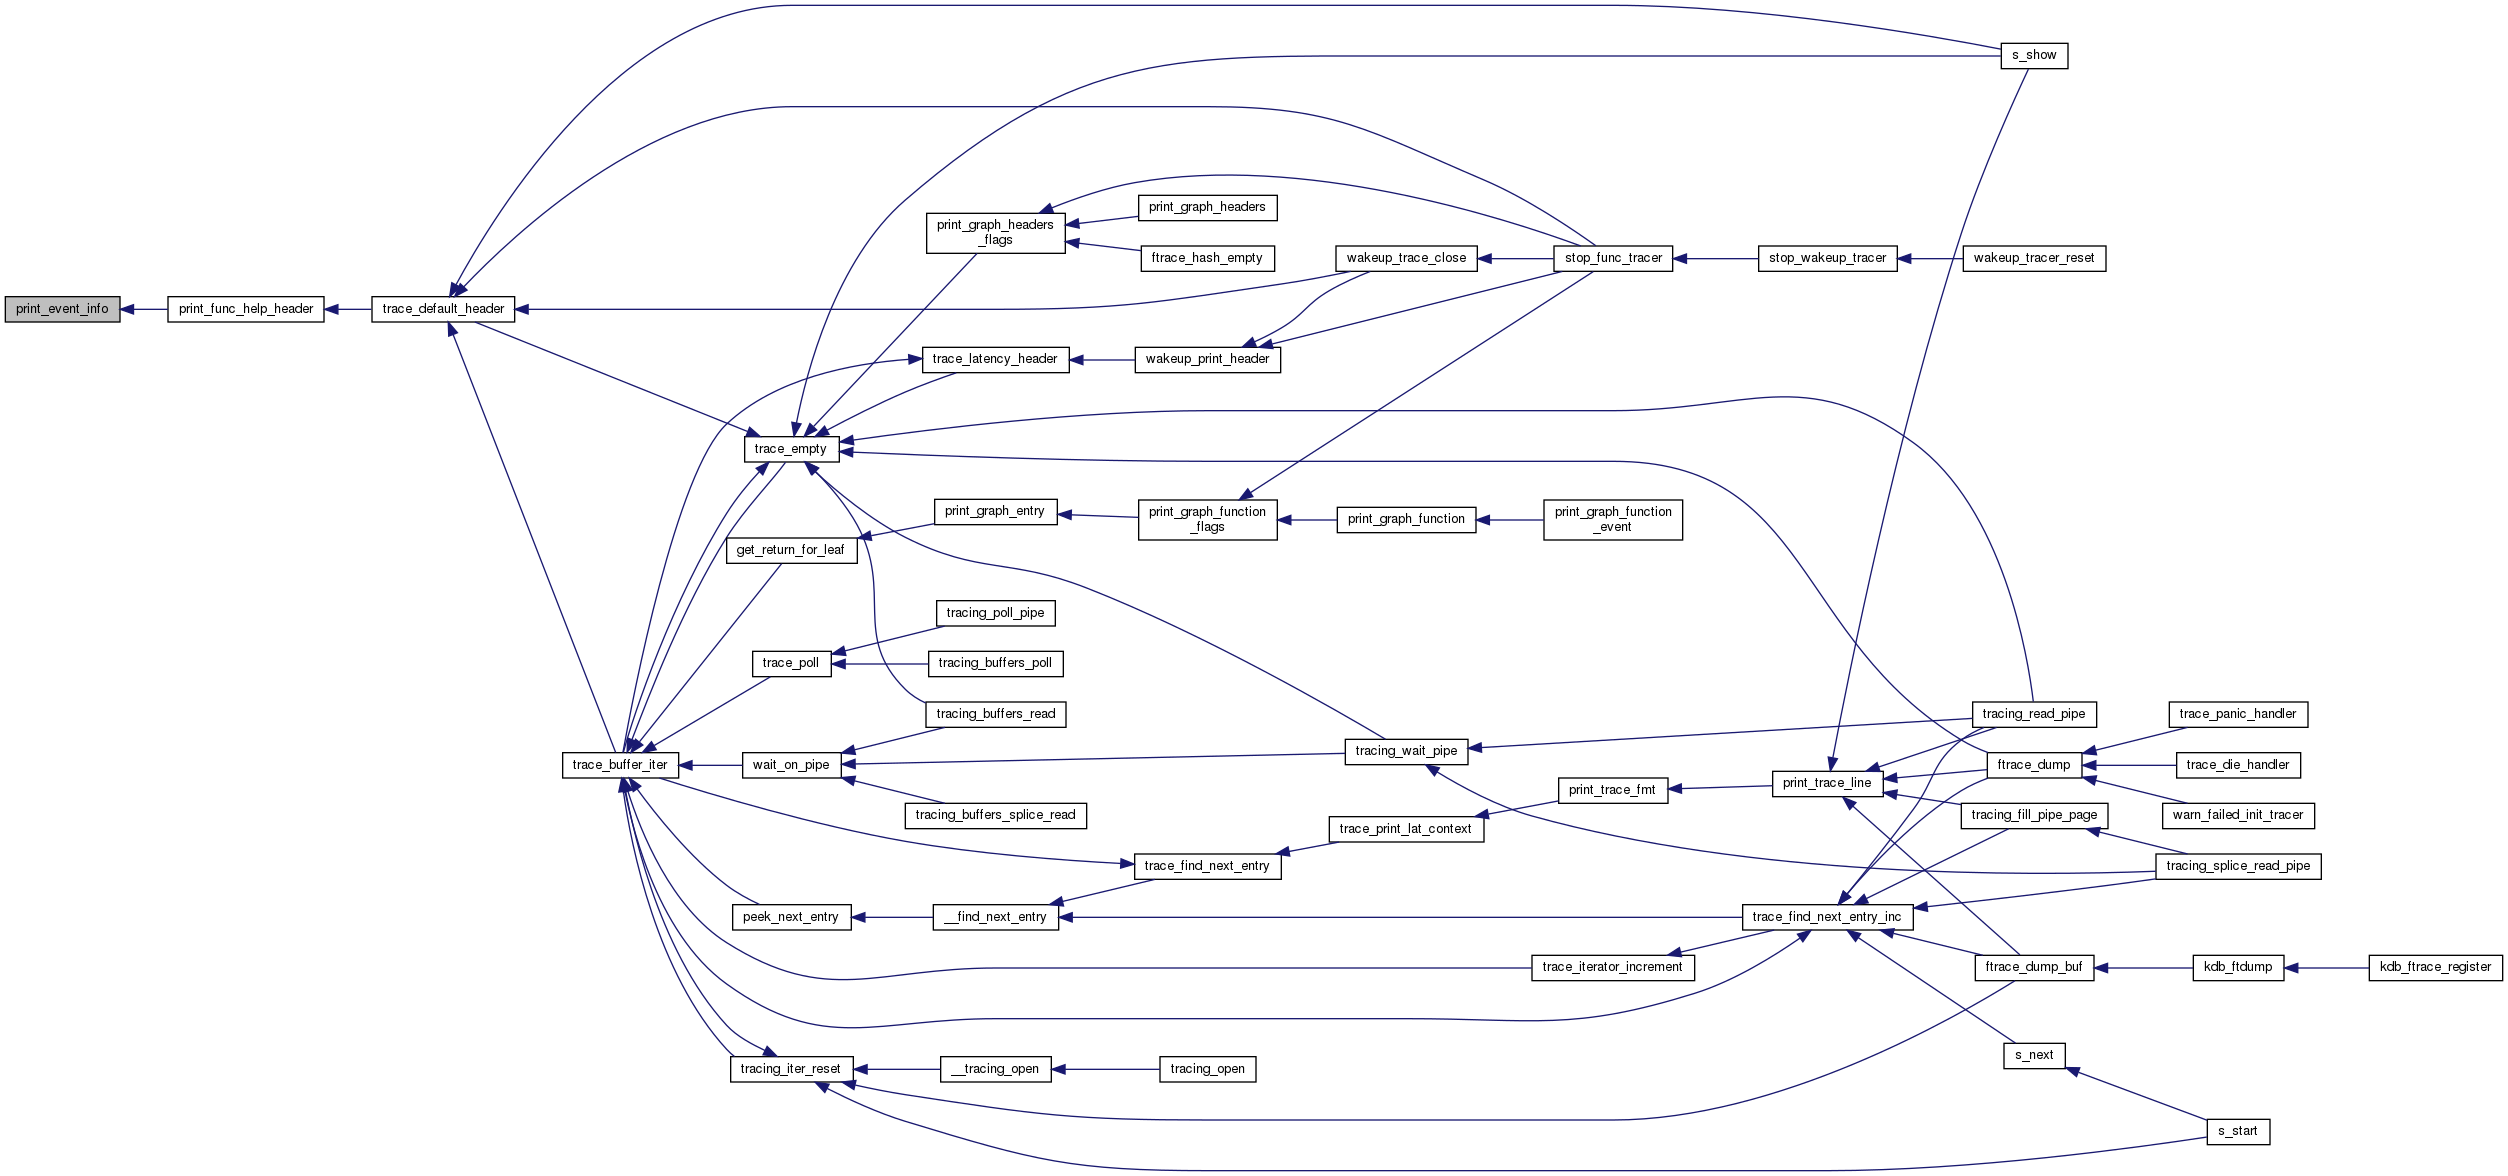 s_show
print_graph_headers
print_graph_headers
_flags
ftrace_hash_empty
wakeup_trace_close
stop_func_tracer
stop_wakeup_tracer
wakeup_tracer_reset
print_event_info
print_func_help_header
trace_default_header
trace_latency_header
wakeup_print_header
trace_empty
print_graph_entry
print_graph_function
_flags
print_graph_function
print_graph_function
_event
get_return_for_leaf
tracing_poll_pipe
trace_poll
tracing_buffers_poll
tracing_buffers_read
tracing_read_pipe
trace_panic_handler
trace_buffer_iter
wait_on_pipe
tracing_wait_pipe
ftrace_dump
trace_die_handler
print_trace_fmt
print_trace_line
tracing_buffers_splice_read
tracing_fill_pipe_page
warn_failed_init_tracer
trace_print_lat_context
trace_find_next_entry
tracing_splice_read_pipe
peek_next_entry
__find_next_entry
trace_find_next_entry_inc
trace_iterator_increment
ftrace_dump_buf
kdb_ftdump
kdb_ftrace_register
s_next
tracing_iter_reset
__tracing_open
tracing_open
s_start